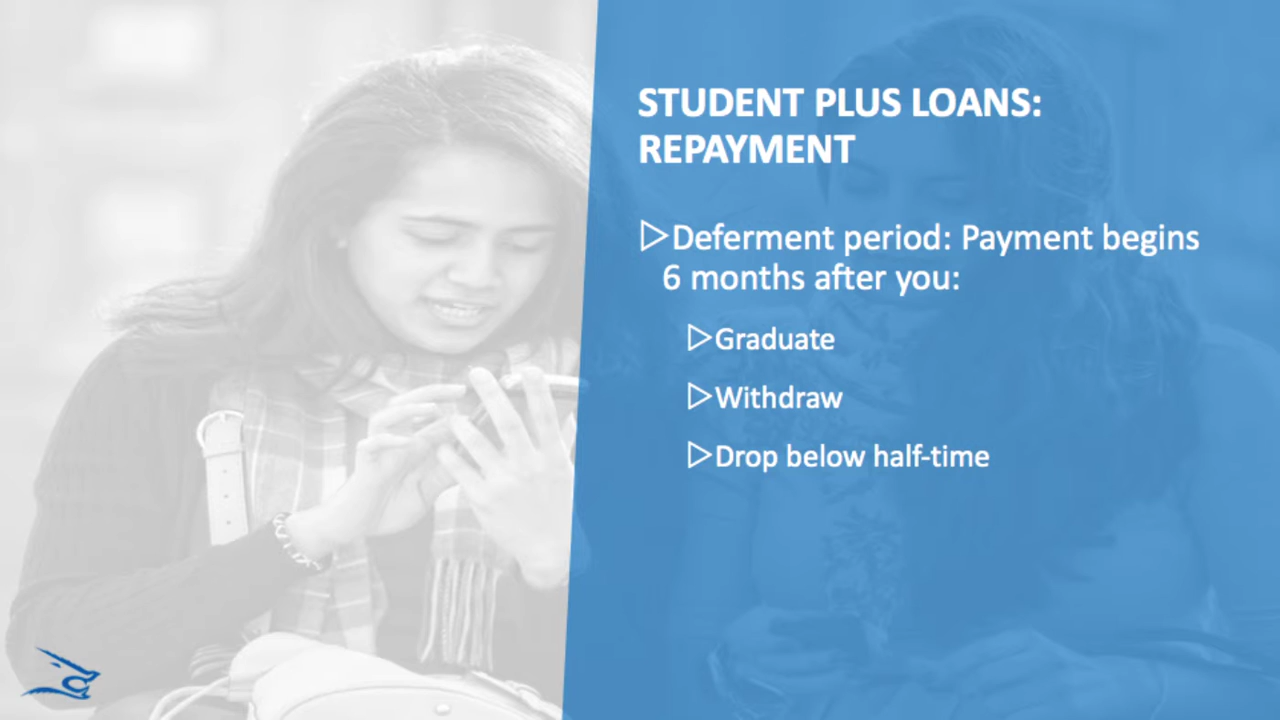 STUDENT PLUS LOANS:
REPAYMENT
Deferment period: Payment begins
6 months after you:
Graduate
Withdraw
Drop below half-time